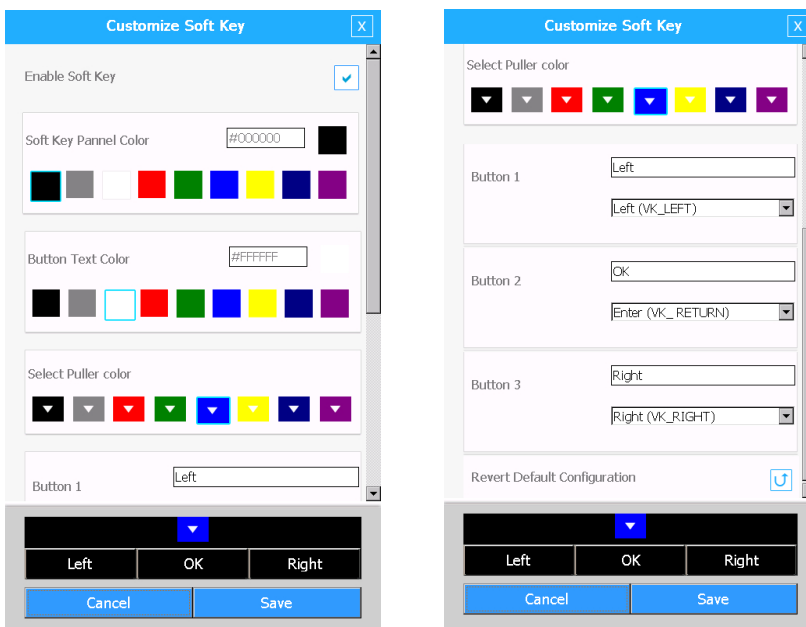 Customize Soft Key X
Enable Soft Key
Soft Key Pannel Color #000000
Button Text Color #FFFFFF
Select Puller color
Button 1 Left
Left OK Right
Cancel Save
Customize Soft Key X
Select Puller color
Button 1 Left
Left (VK_LEFT)
Button 2 OK
Enter (VK_ RETURN)
Button 3 Right
Right (VK_RIGHT)
Revert Default Configuration
Left OK Right
Cancel Save